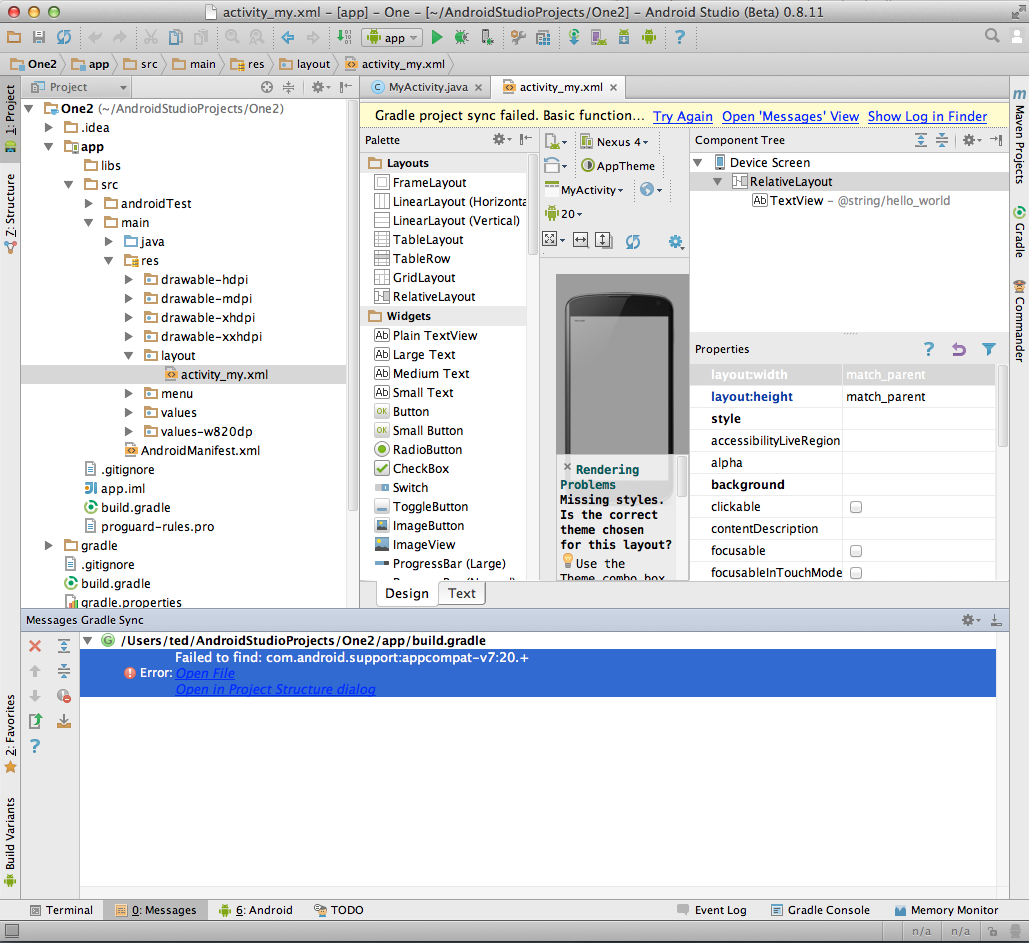 activity_my.xml – [app] – One – [~/AndroidStudioProjects/One2] – Android Studio (Beta) 0.8.11
app
One2 app src main res layout activity_my.xml
1: Project
Z: Structure
2: Favorites
Build Variants
Project
One2 (~/AndroidStudioProjects/One2)
.idea
app
libs
src
androidTest
main
java
res
drawable-hdpi
drawable-mdpi
drawable-xhdpi
drawable-xxhdpi
layout
activity_my.xml
menu
values
values-w820dp
AndroidManifest.xml
.gitignore
app.iml
build.gradle
proguard-rules.pro
gradle
.gitignore
build.gradle
gradle.properties
MyActivity.java activity_my.xml
Gradle project sync failed. Basic function... Try Again Open 'Messages' View Show Log in Finder
Palette
Layouts
FrameLayout
LinearLayout (Horizonta
LinearLayout (Vertical)
TableLayout
TableRow
GridLayout
RelativeLayout
Widgets
Plain TextView
Large Text
Medium Text
Small Text
OK Button
OK Small Button
RadioButton
CheckBox
Switch
ToggleButton
ImageButton
ImageView
ProgressBar (Large)
Design Text
Nexus 4
AppTheme
MyActivity
20
Rendering
Problems
Missing styles.
Is the correct
theme chosen
for this layout?
Use the
Theme combo box
Component Tree
Device Screen
RelativeLayout
Ab TextView – @string/hello_world
Properties
layout:width match_parent
layout:height match_parent
style
accessibilityLiveRegion
alpha
background
clickable
contentDescription
focusable
focusableInTouchMode
Maven Projects
Gradle
Commander
Messages Gradle Sync
/Users/ted/AndroidStudioProjects/One2/app/build.gradle
Failed to find: com.android.support:appcompat-v7:20.+
Error: Open File
Open in Project Structure dialog
Terminal 0: Messages 6: Android TODO Event Log Gradle Console Memory Monitor
n/a n/a